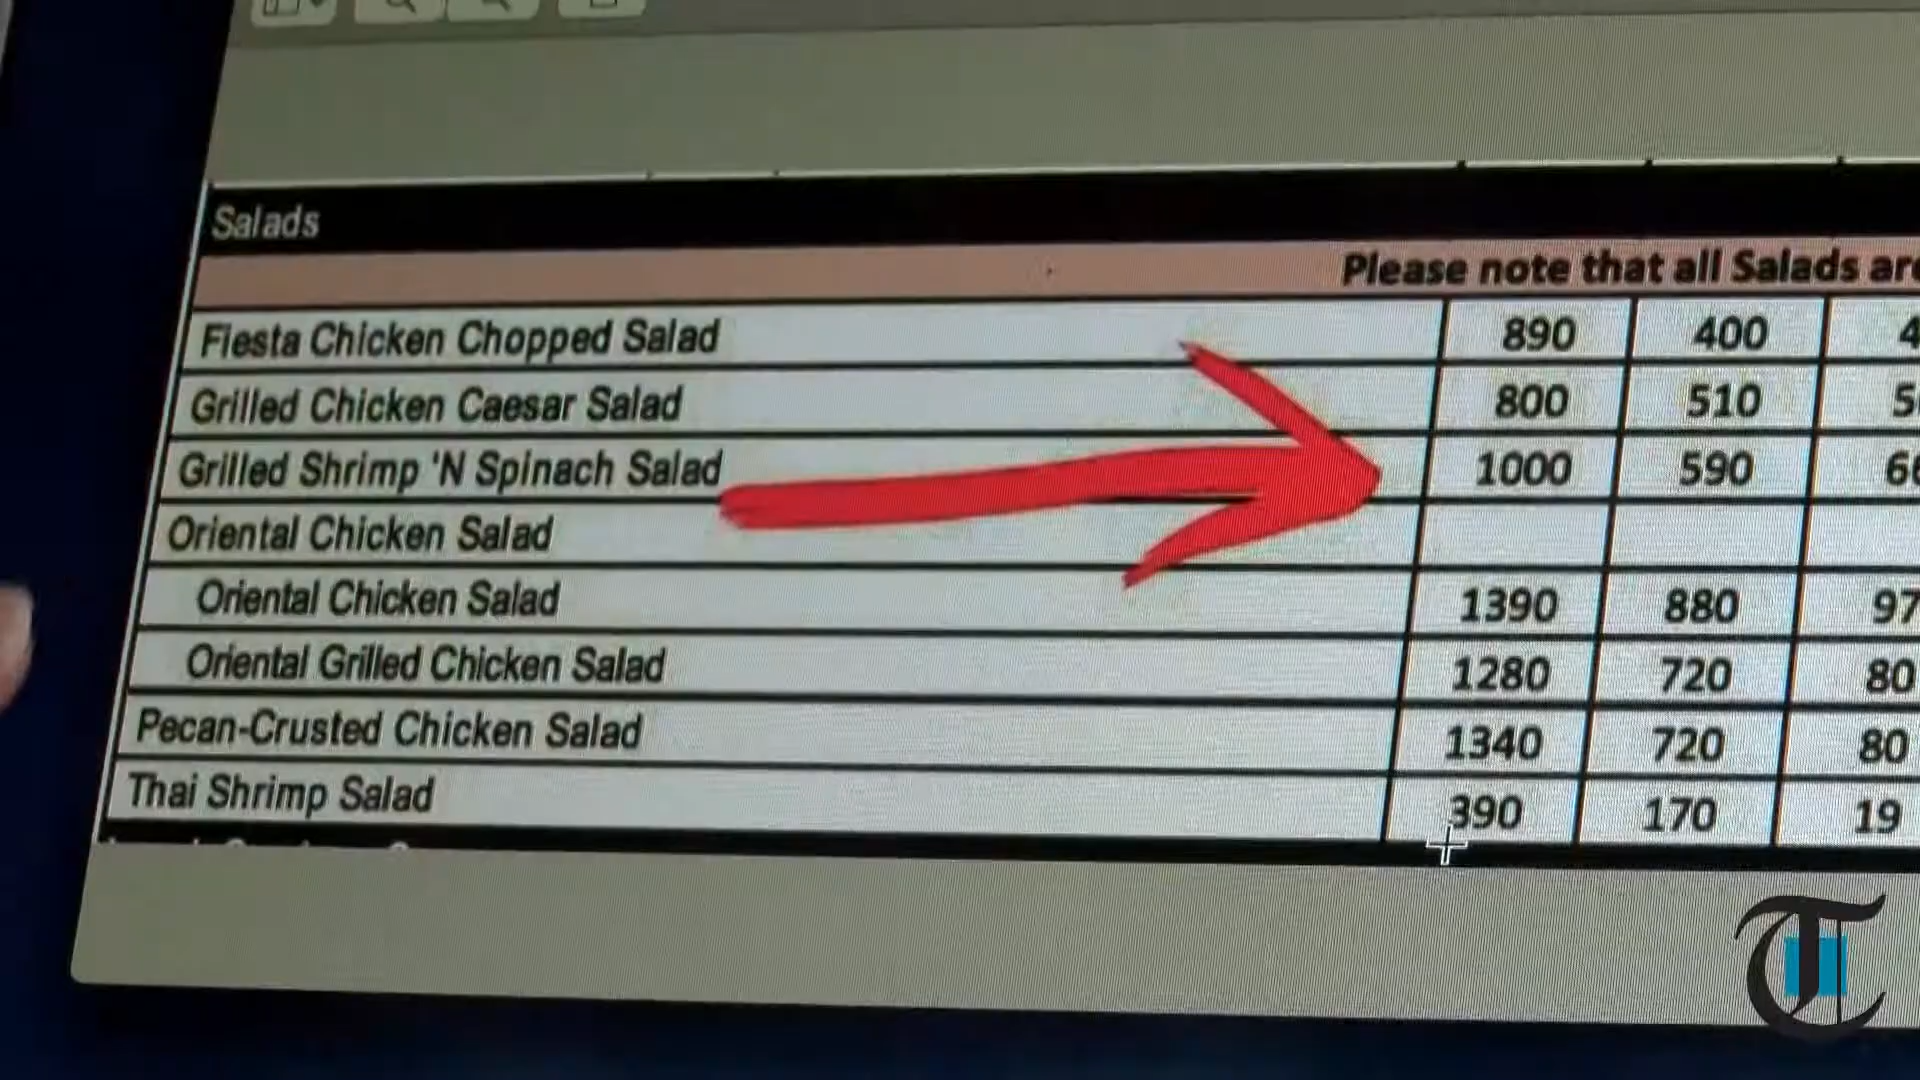 Salads
Please note that all Salads are
Fiesta Chicken Chopped Salad 890 400
Grilled Chicken Caesar Salad 800 510
Grilled Shrimp 'N Spinach Salad 1000 590
Oriental Chicken Salad
Oriental Chicken Salad 1390 880 97
Oriental Grilled Chicken Salad 1280 720 80
Pecan-Crusted Chicken Salad 1340 720 80
Thai Shrimp Salad 390 170 19
T